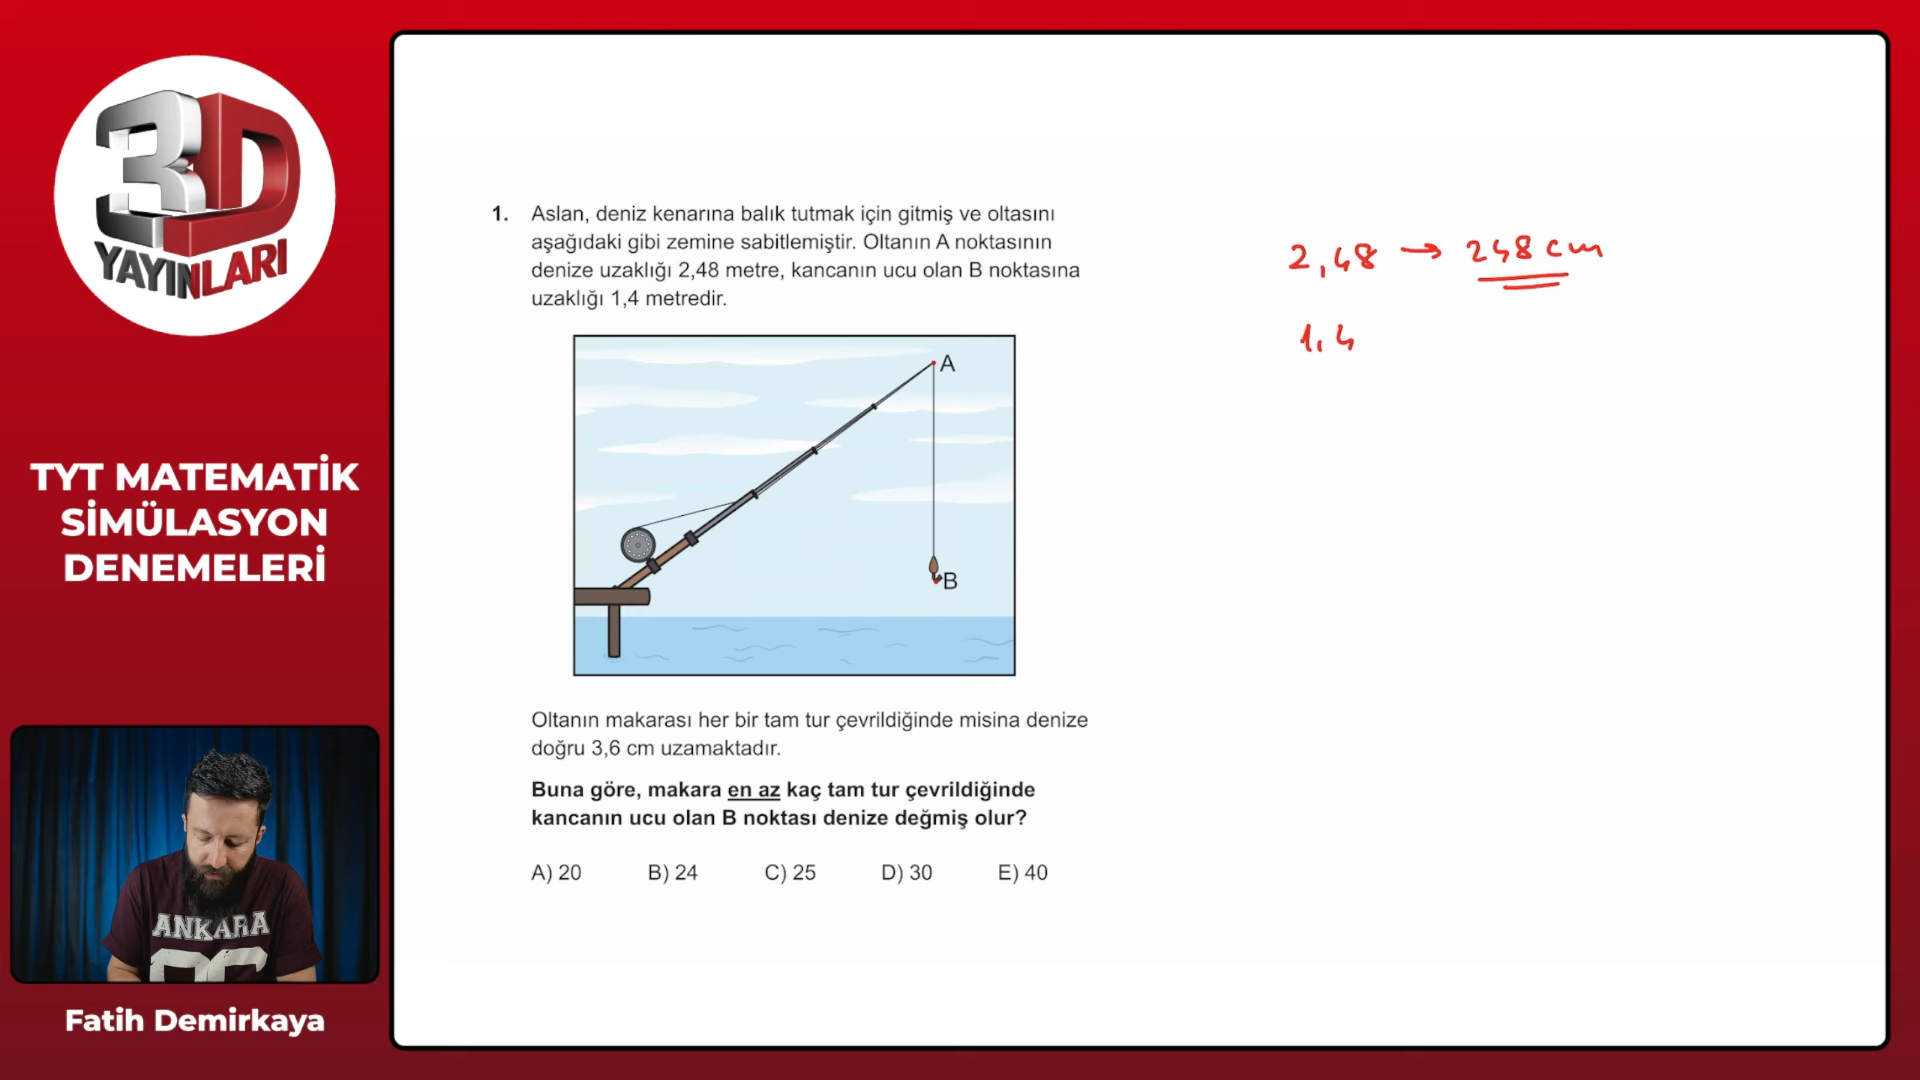 3D
YAYINLARI
TYT MATEMATİK
SİMÜLASYON
DENEMELERİ
ANKARA
Fatih Demirkaya
1. Aslan, deniz kenarına balık tutmak için gitmiş ve oltasını
aşağıdaki gibi zemine sabitlemiştir. Oltanın A noktasının
denize uzaklığı 2,48 metre, kancanın ucu olan B noktasına
uzaklığı 1,4 metredir.
A
B
Oltanın makarası her bir tam tur çevrildiğinde misina denize
doğru 3,6 cm uzamaktadır.
Buna göre, makara en az kaç tam tur çevrildiğinde
kancanın ucu olan B noktası denize değmiş olur?
A) 20 B) 24 C) 25 D) 30 E) 40
2,48 → 248 cm
1,4